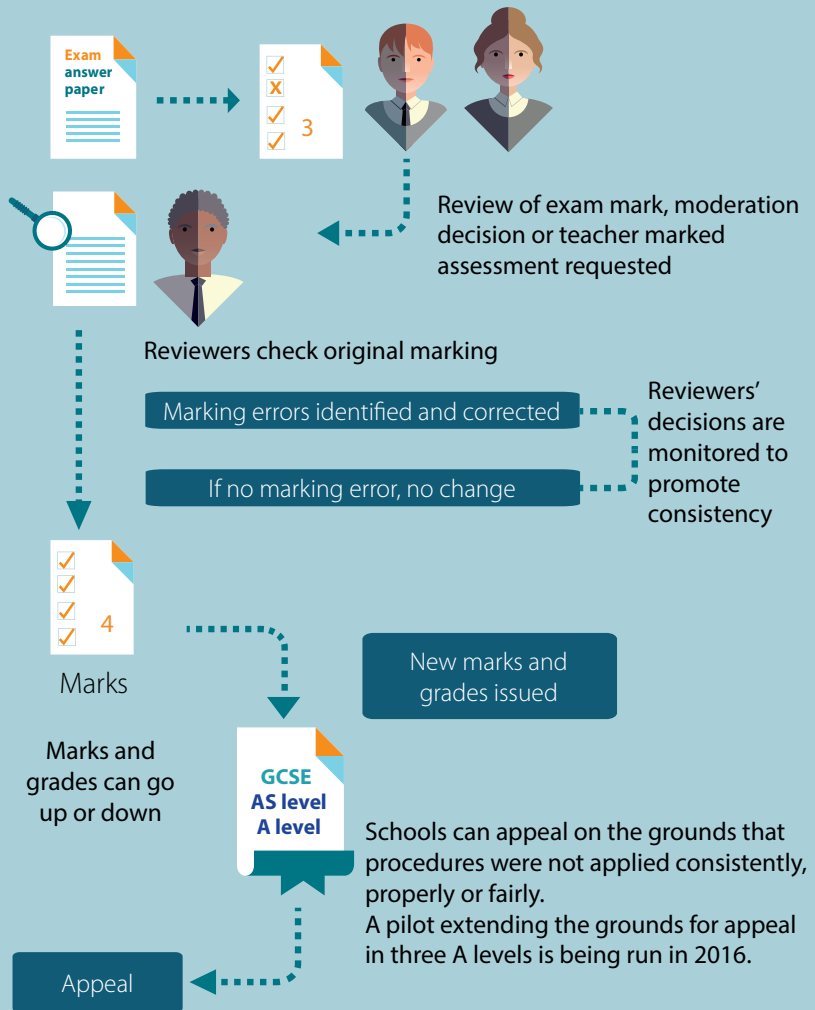 Exam
answer
paper
X
3
Review of exam mark, moderation
decision or teacher marked
assessment requested
Reviewers check original marking
Marking errors identified and corrected
If no marking error, no change
Reviewers’
decisions are
monitored to
promote
consistency
4
Marks
Marks and
grades can go
up or down
New marks and
grades issued
GCSE
AS level
A level
Schools can appeal on the grounds that
procedures were not applied consistently,
properly or fairly.
A pilot extending the grounds for appeal
in three A levels is being run in 2016.
Appeal